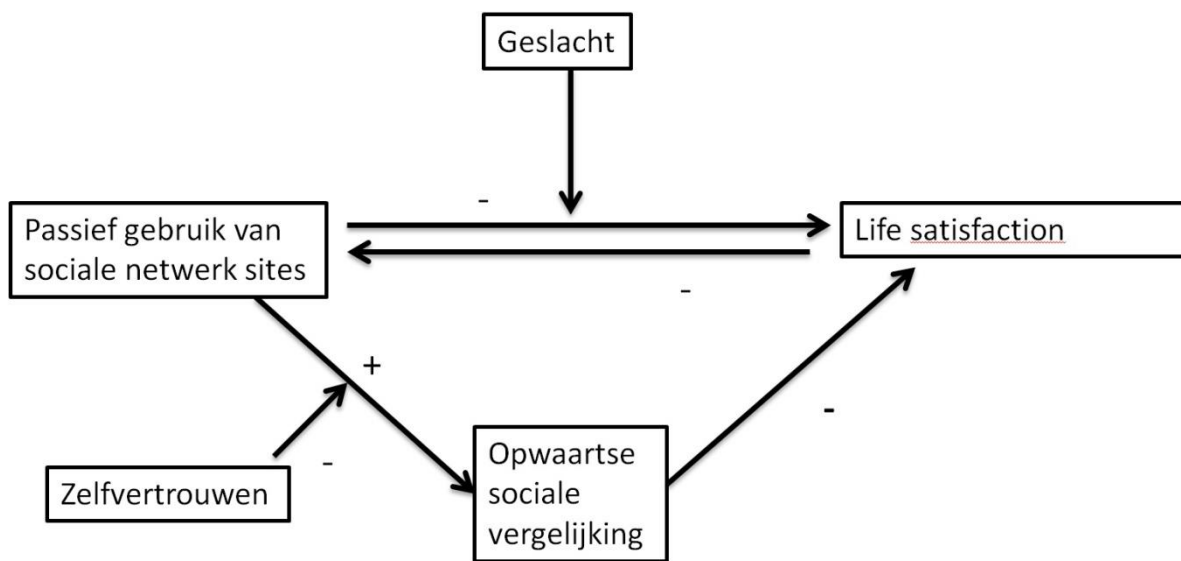 Geslacht
-
Passief gebruik van
sociale netwerk sites
Life satisfaction
-
+
-
-
Zelfvertrouwen
Opwaartse
sociale
vergelijking